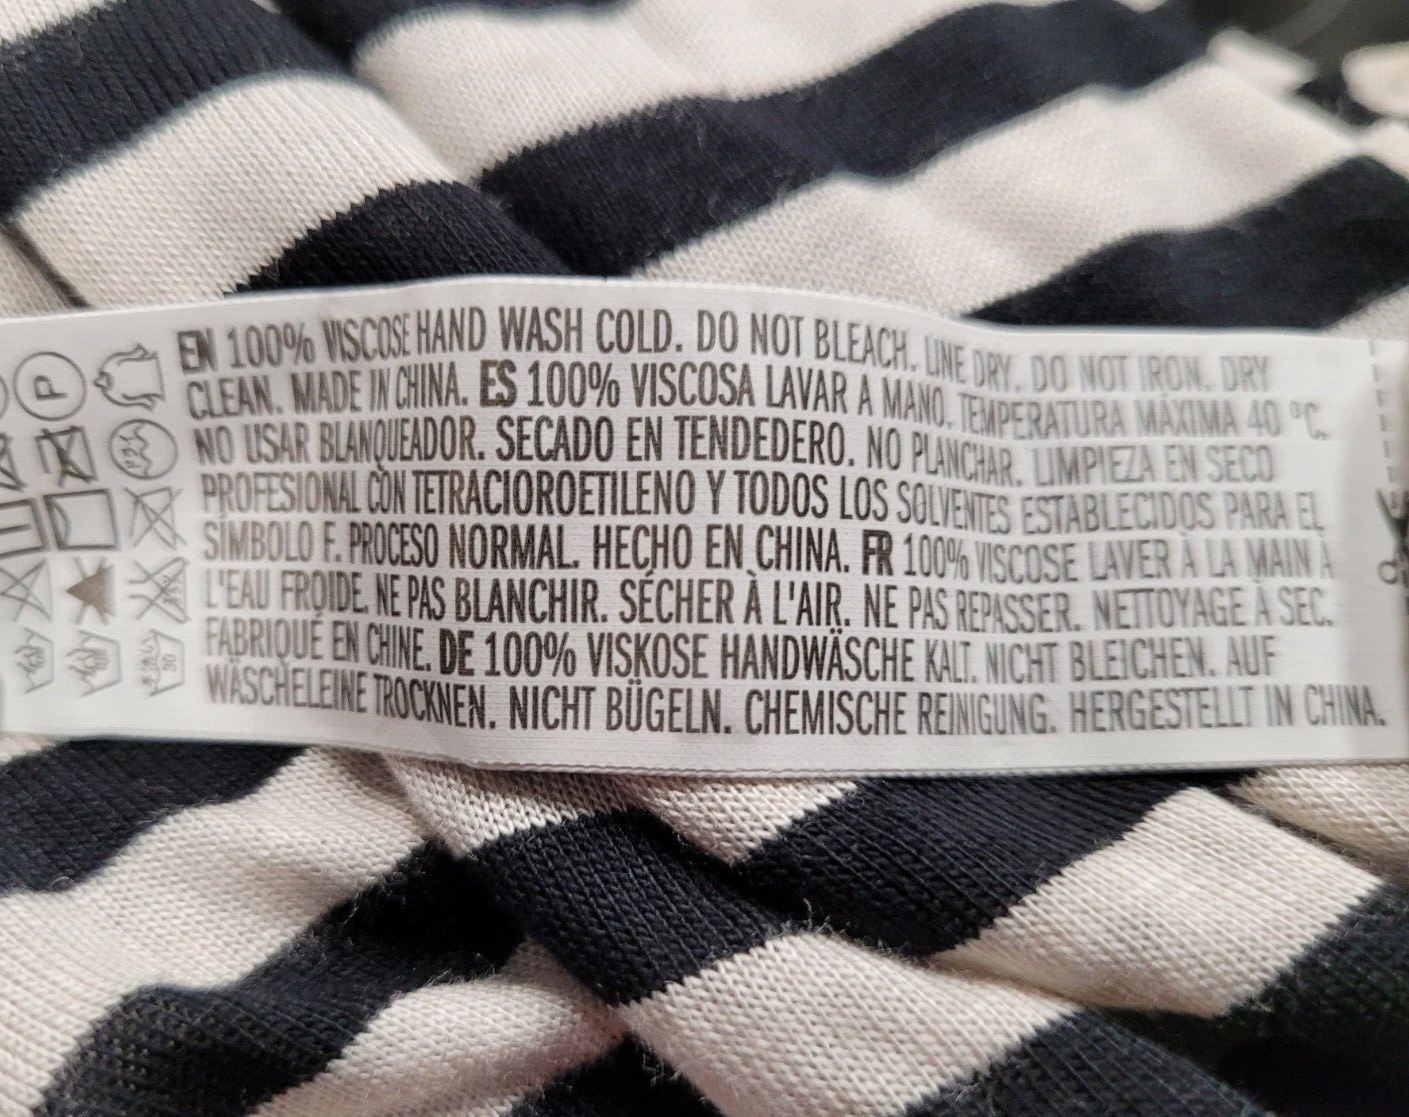 EN 100% VISCOSE HAND WASH COLD. DO NOT BLEACH. LINE DRY. DO NOT IRON. DRY
CLEAN. MADE IN CHINA. ES 100% VISCOSA LAVAR A MANO. TEMPERATURA MÁXIMA 40 ºC.
NO USAR BLANQUEADOR. SECADO EN TENDEDERO. NO PLANCHAR. LIMPIEZA EN SECO
PROFESIONAL CON TETRACIOROETILENO Y TODOS LOS SOLVENTES ESTABLECIDOS PARA EL
SÍMBOLO F. PROCESO NORMAL. HECHO EN CHINA. FR 100% VISCOSE LAVER À LA MAIN À
L'EAU FROIDE. NE PAS BLANCHIR. SÉCHER À L'AIR. NE PAS REPASSER. NETTOYAGE À SEC.
FABRIQUÉ EN CHINE. DE 100% VISKOSE HANDWÄSCHE KALT. NICHT BLEICHEN. AUF
WÄSCHELEINE TROCKNEN. NICHT BÜGELN. CHEMISCHE REINIGUNG. HERGESTELLT IN CHINA.
P